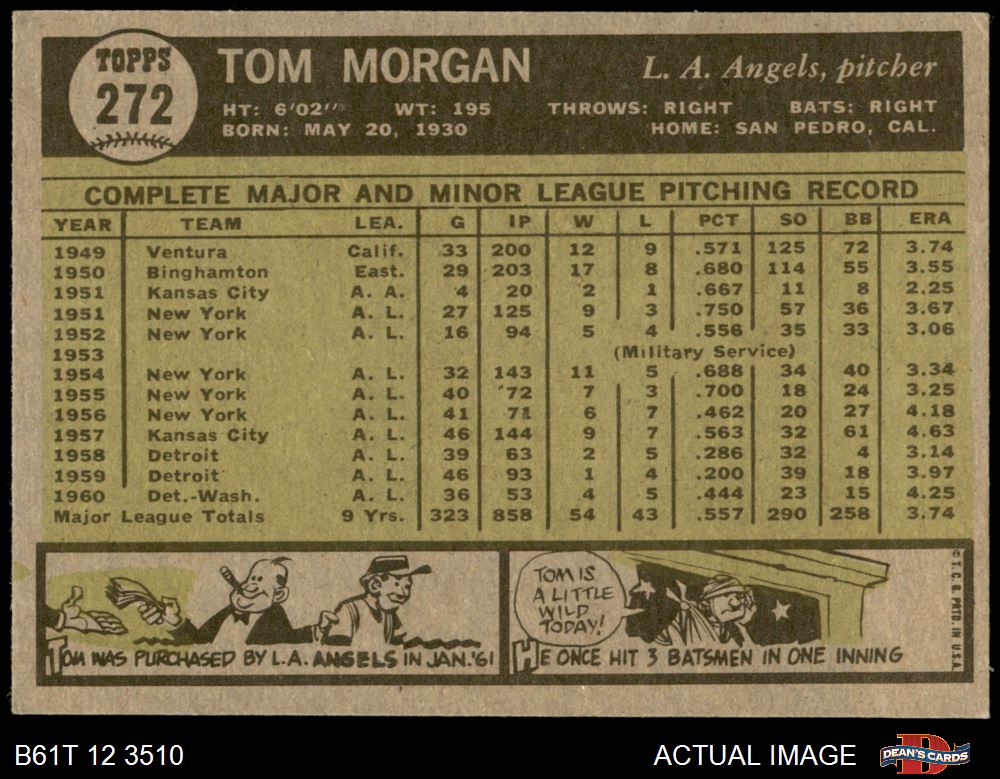 TOPPS
272
TOM MORGAN
L. A. Angels, pitcher
HT: 6'02" WT: 195 THROWS: RIGHT BATS: RIGHT
BORN: MAY 20, 1930 HOME: SAN PEDRO, CAL.
COMPLETE MAJOR AND MINOR LEAGUE PITCHING RECORD
YEAR TEAM LEA. G IP W L PCT SO BB ERA
1949 Ventura Calif. 33 200 12 9 .571 125 72 3.74
1950 Binghamton East. 29 203 17 8 .680 114 55 3.55
1951 Kansas City A. A. 4 20 2 1 .667 11 8 2.25
1951 New York A. L. 27 125 9 3 .750 57 36 3.67
1952 New York A. L. 16 94 5 4 .556 35 33 3.06
1953 (Military Service)
1954 New York A. L. 32 143 11 5 .688 34 40 3.34
1955 New York A. L. 40 72 7 3 .700 18 24 3.25
1956 New York A. L. 41 71 6 7 .462 20 27 4.18
1957 Kansas City A. L. 46 144 9 7 .563 32 61 4.63
1958 Detroit A. L. 39 63 2 5 .286 32 4 3.14
1959 Detroit A. L. 46 93 1 4 .200 39 18 3.97
1960 Det.-Wash. A. L. 36 53 4 5 .444 23 15 4.25
Major League Totals 9 Yrs. 323 858 54 43 .557 290 258 3.74
TOM WAS PURCHASED BY L.A. ANGELS IN JAN. '61
TOM IS
A LITTLE
WILD
TODAY!
HE ONCE HIT 3 BATSMEN IN ONE INNING
© T. C. G. PRTD. IN U.S.A.
B61T 12 3510
ACTUAL IMAGE
DEAN'S CARDS